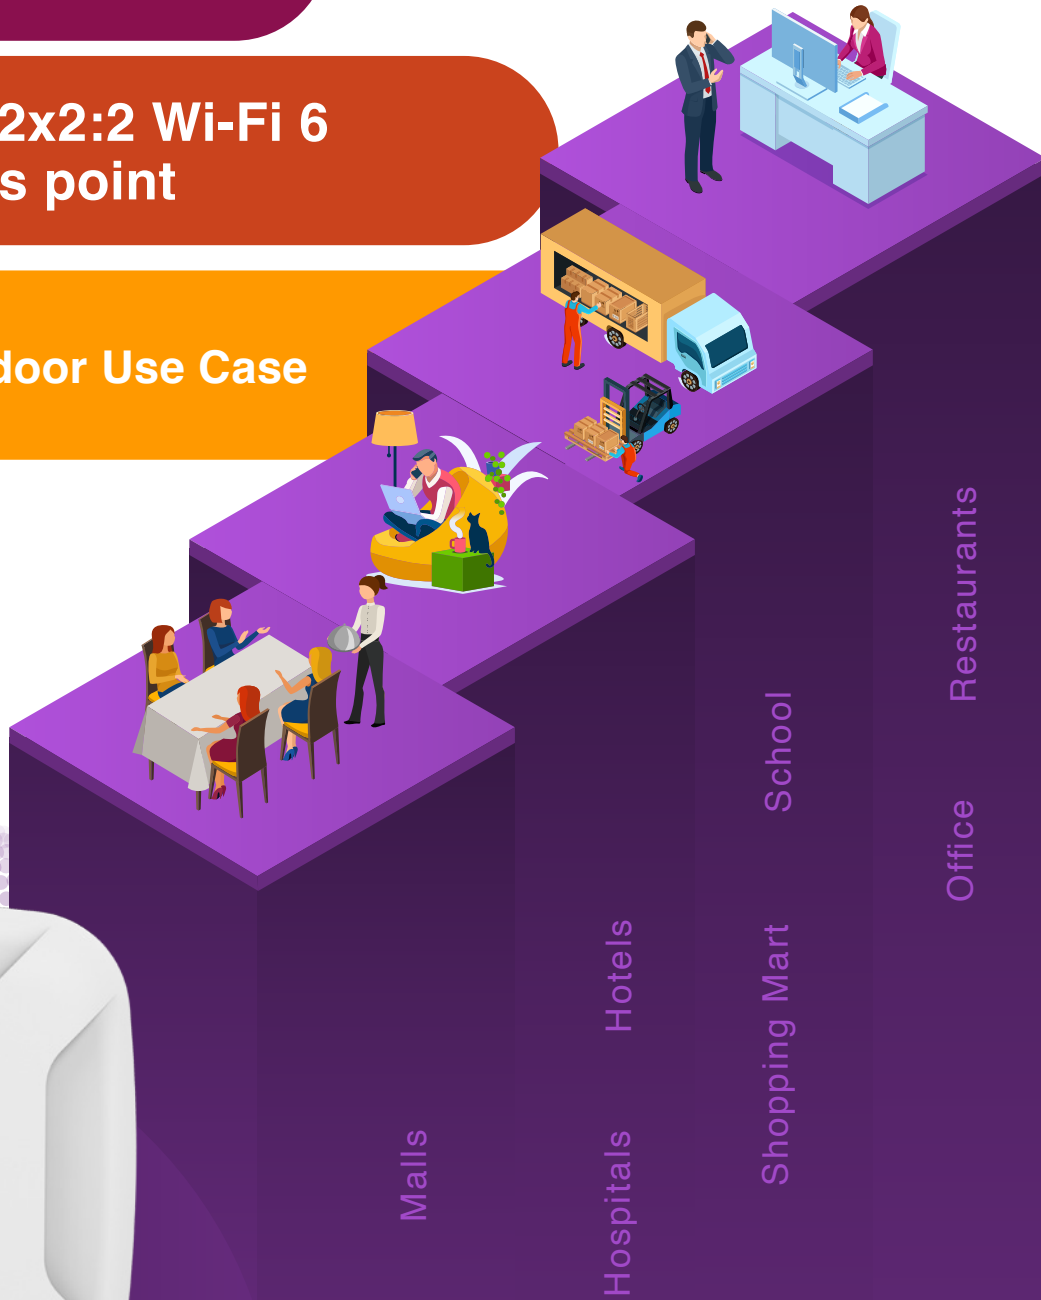 2x2:2 Wi-Fi 6
s point
door Use Case
Malls
Hospitals
Hotels
Shopping Mart
School
Office
Restaurants